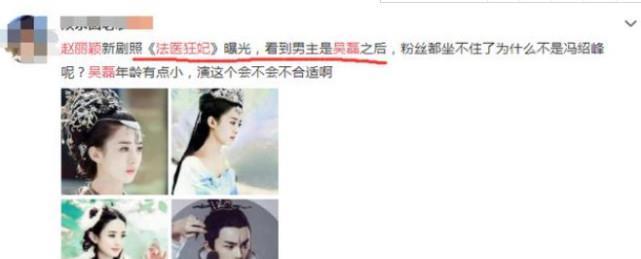 赵丽颖新剧照《法医狂妃》曝光，看到男主是吴磊之后，粉丝都坐不住了为什么不是冯绍峰
呢？吴磊年龄有点小，演这个会不会不合适啊